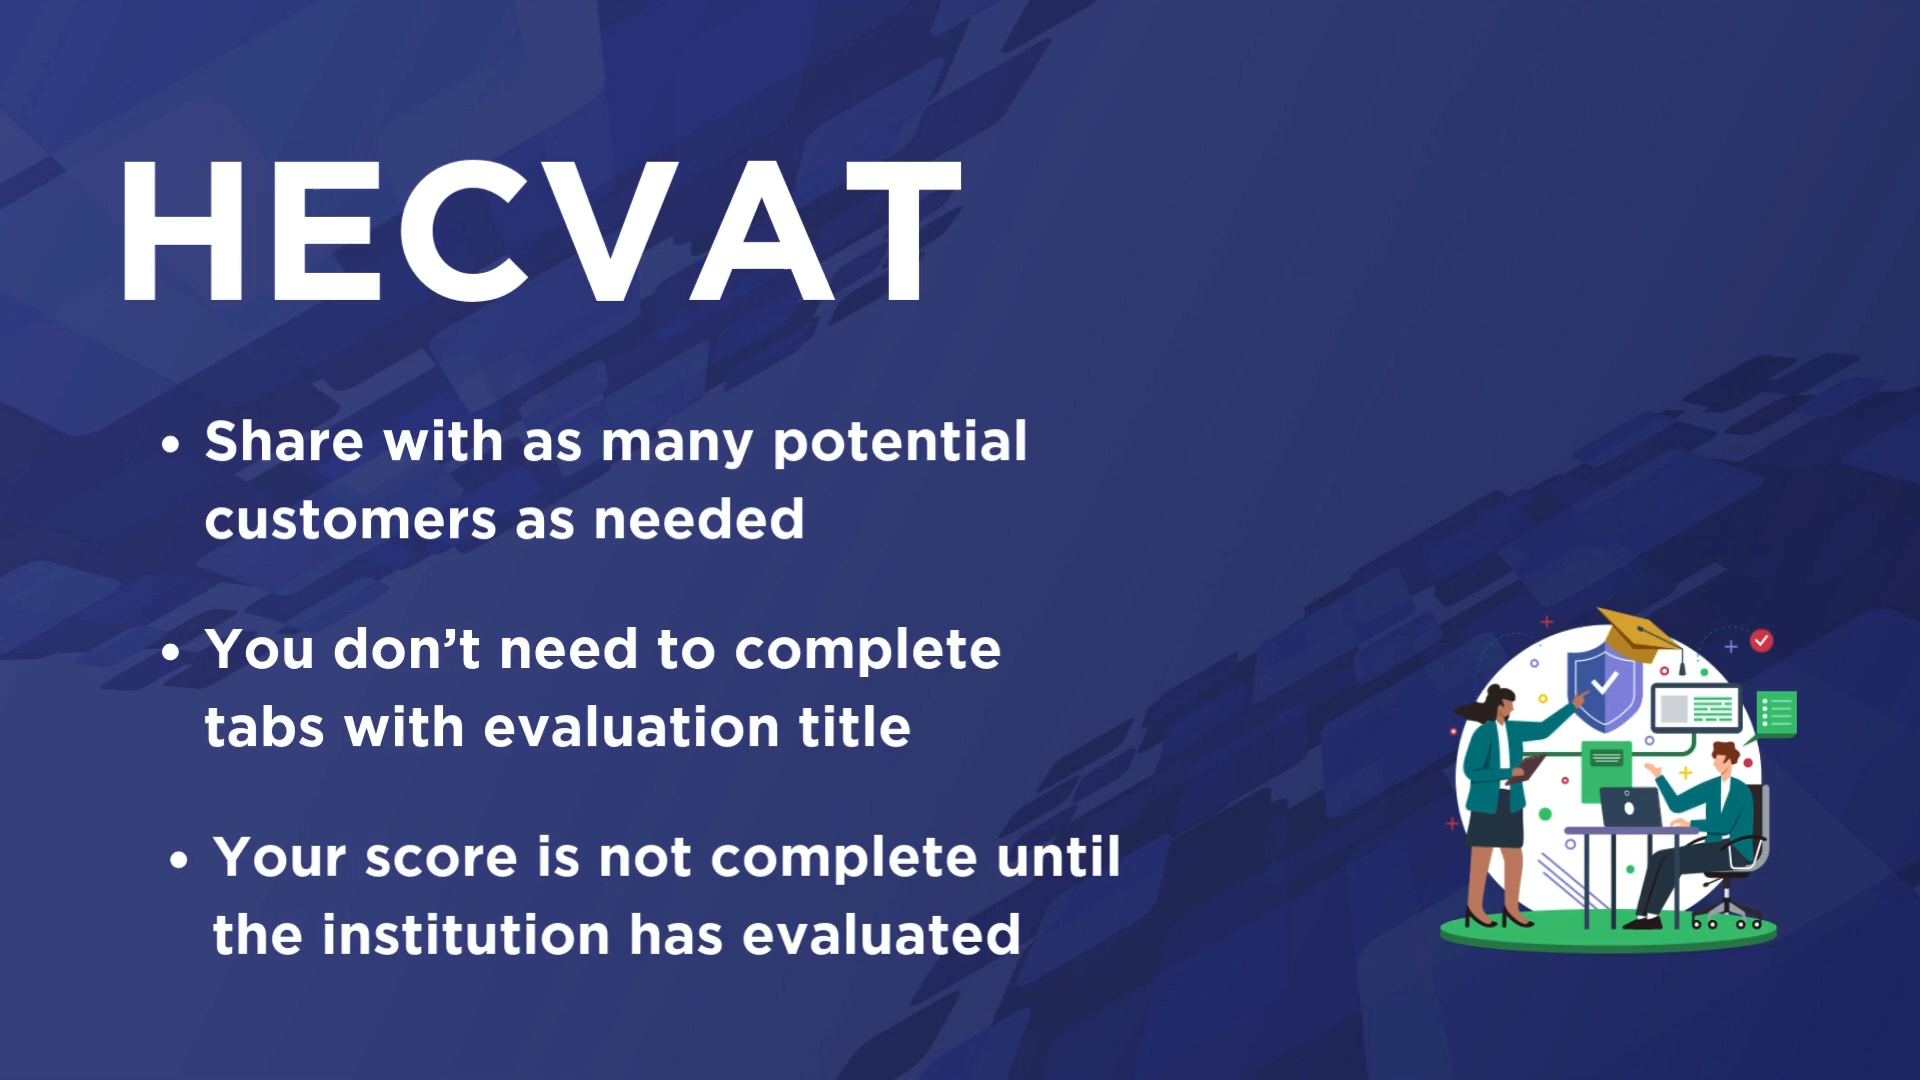 HECVAT
• Share with as many potential
customers as needed
• You don’t need to complete
tabs with evaluation title
• Your score is not complete until
the institution has evaluated